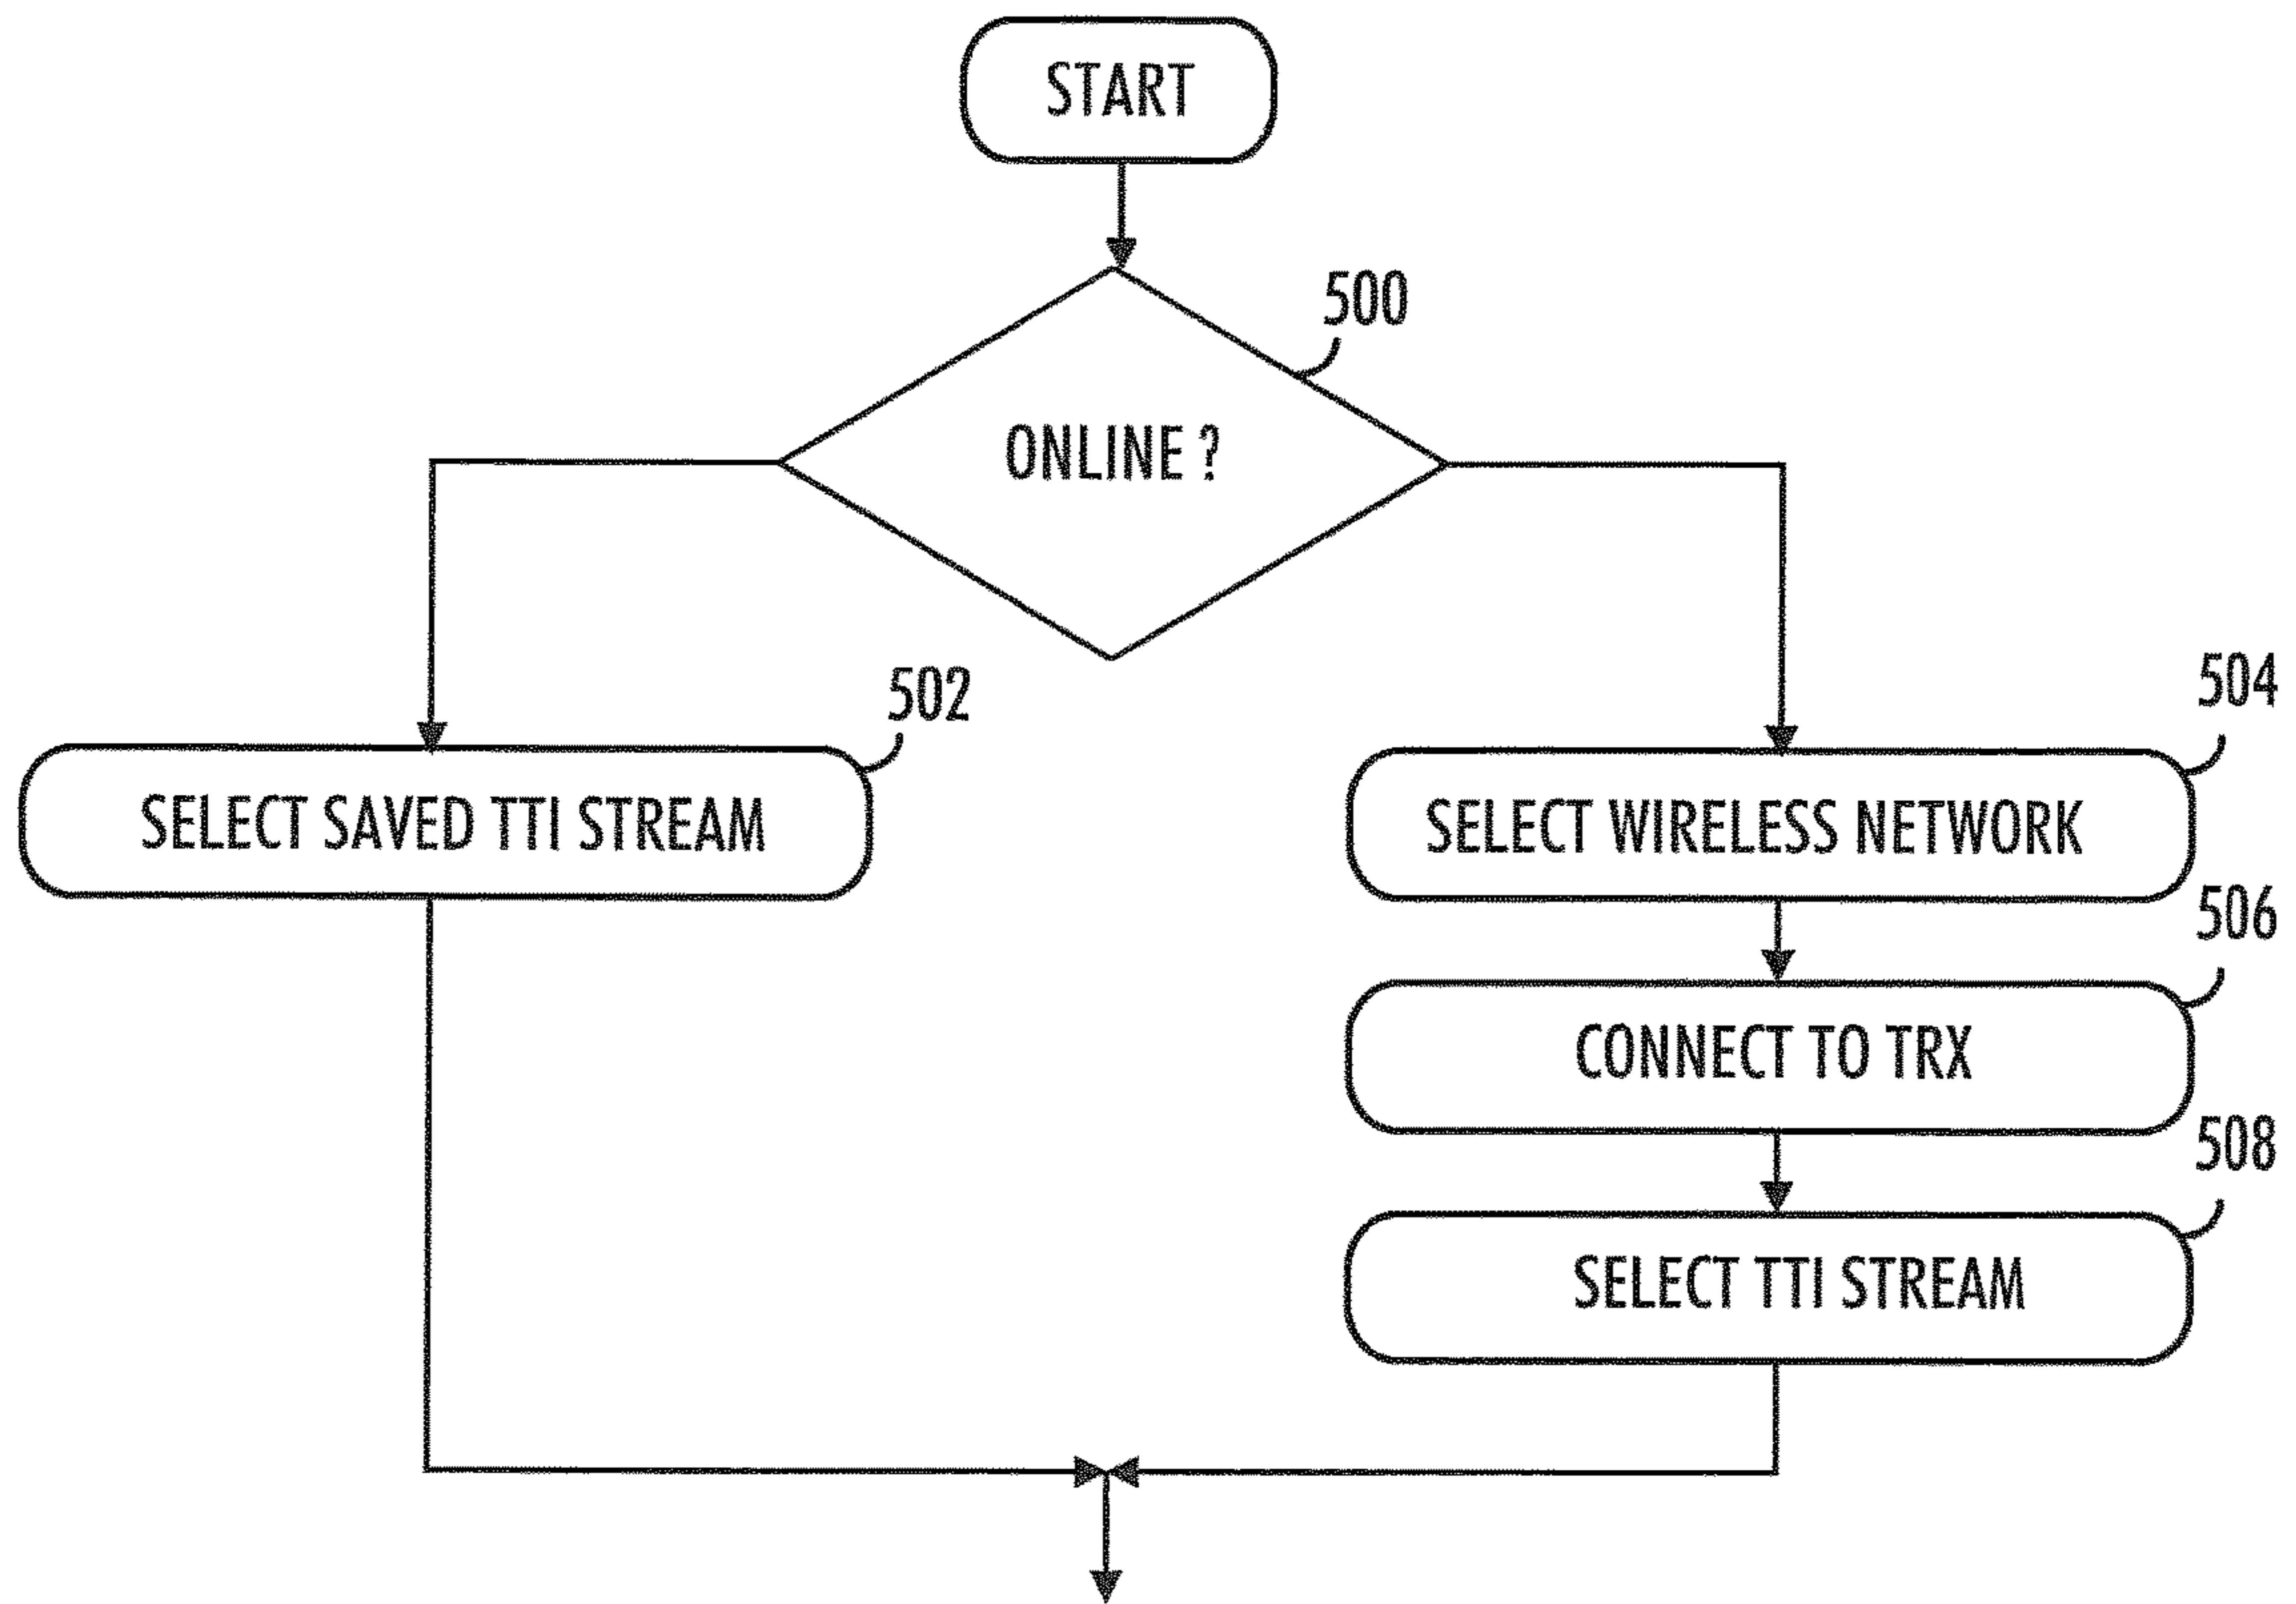 START
500
ONLINE ?
502
504
SELECT SAVED TTI STREAM
SELECT WIRELESS NETWORK
506
CONNECT TO TRX
508
SELECT TTI STREAM